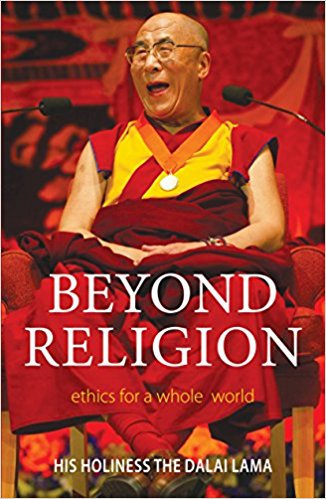 BEYOND
RELIGION
ethics for a whole world
HIS HOLINESS THE DALAI LAMA